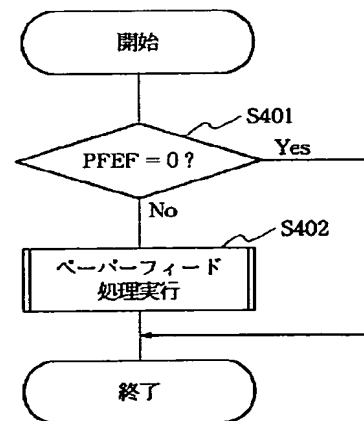 開始
S401
PFEF = 0 ?
Yes
No
S402
ペーパーフィード
処理実行
終了